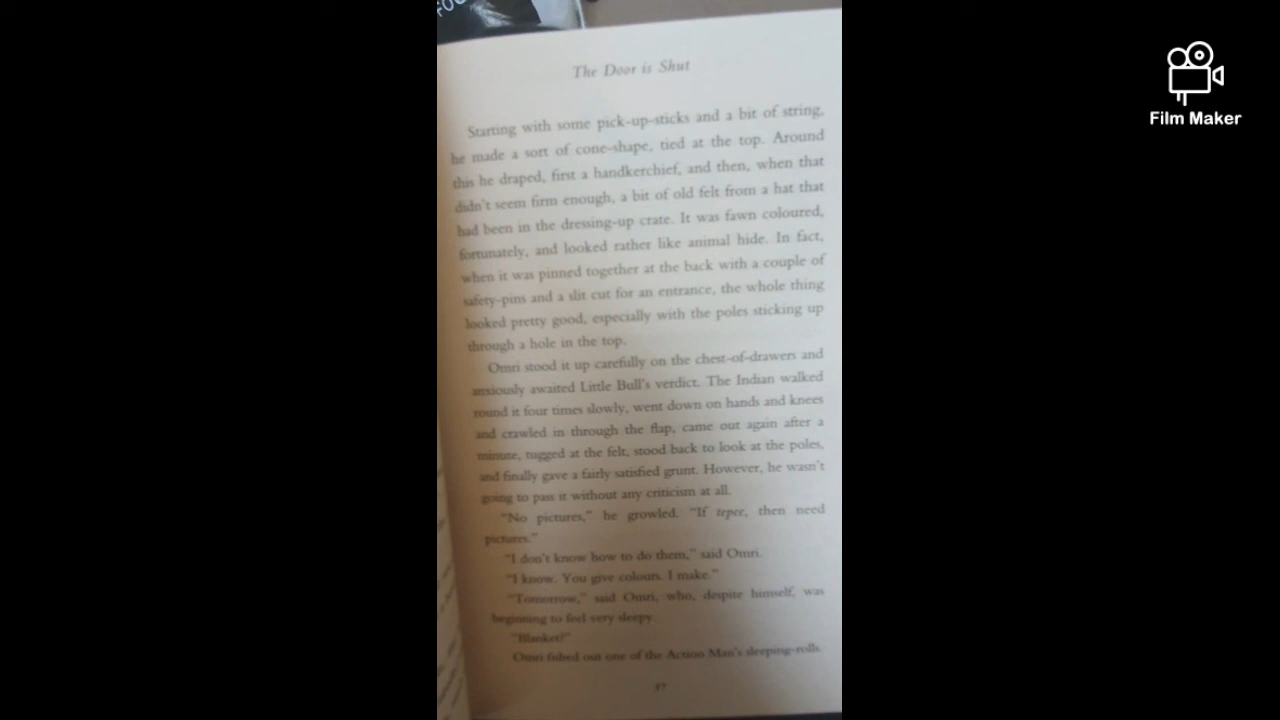 The Door is Shut
Starting with some pick-up-sticks and a bit of string,
he made a sort of cone-shape, tied at the top. Around
this he draped, first a handkerchief, and then, when that
didn't seem firm enough, a bit of old felt from a hat that
had been in the dressing-up crate. It was fawn coloured,
fortunately, and looked rather like animal hide. In fact,
when it was pinned together at the back with a couple of
safety-pins and a slit cut for an entrance, the whole thing
looked pretty good, especially with the poles sticking up
through a hole in the top.
Omri stood it up carefully on the chest-of-drawers and
anxiously awaited Little Bull's verdict. The Indian walked
round it four times slowly, went down on hands and knees
and crawled in through the flap, came out again after a
minute, tugged at the felt, stood back to look at the poles,
and finally gave a fairly satisfied grunt. However, he wasn't
going to pass it without any criticism at all.
"No pictures," he growled. "If tepee, then need
pictures."
"I don't know how to do them," said Omri.
"I know. You give colours. I make."
"Tomorrow," said Omri, who, despite himself, was
beginning to feel very sleepy.
"Blanket?"
Omri fished out one of the Action Man's sleeping-rolls.
Film Maker